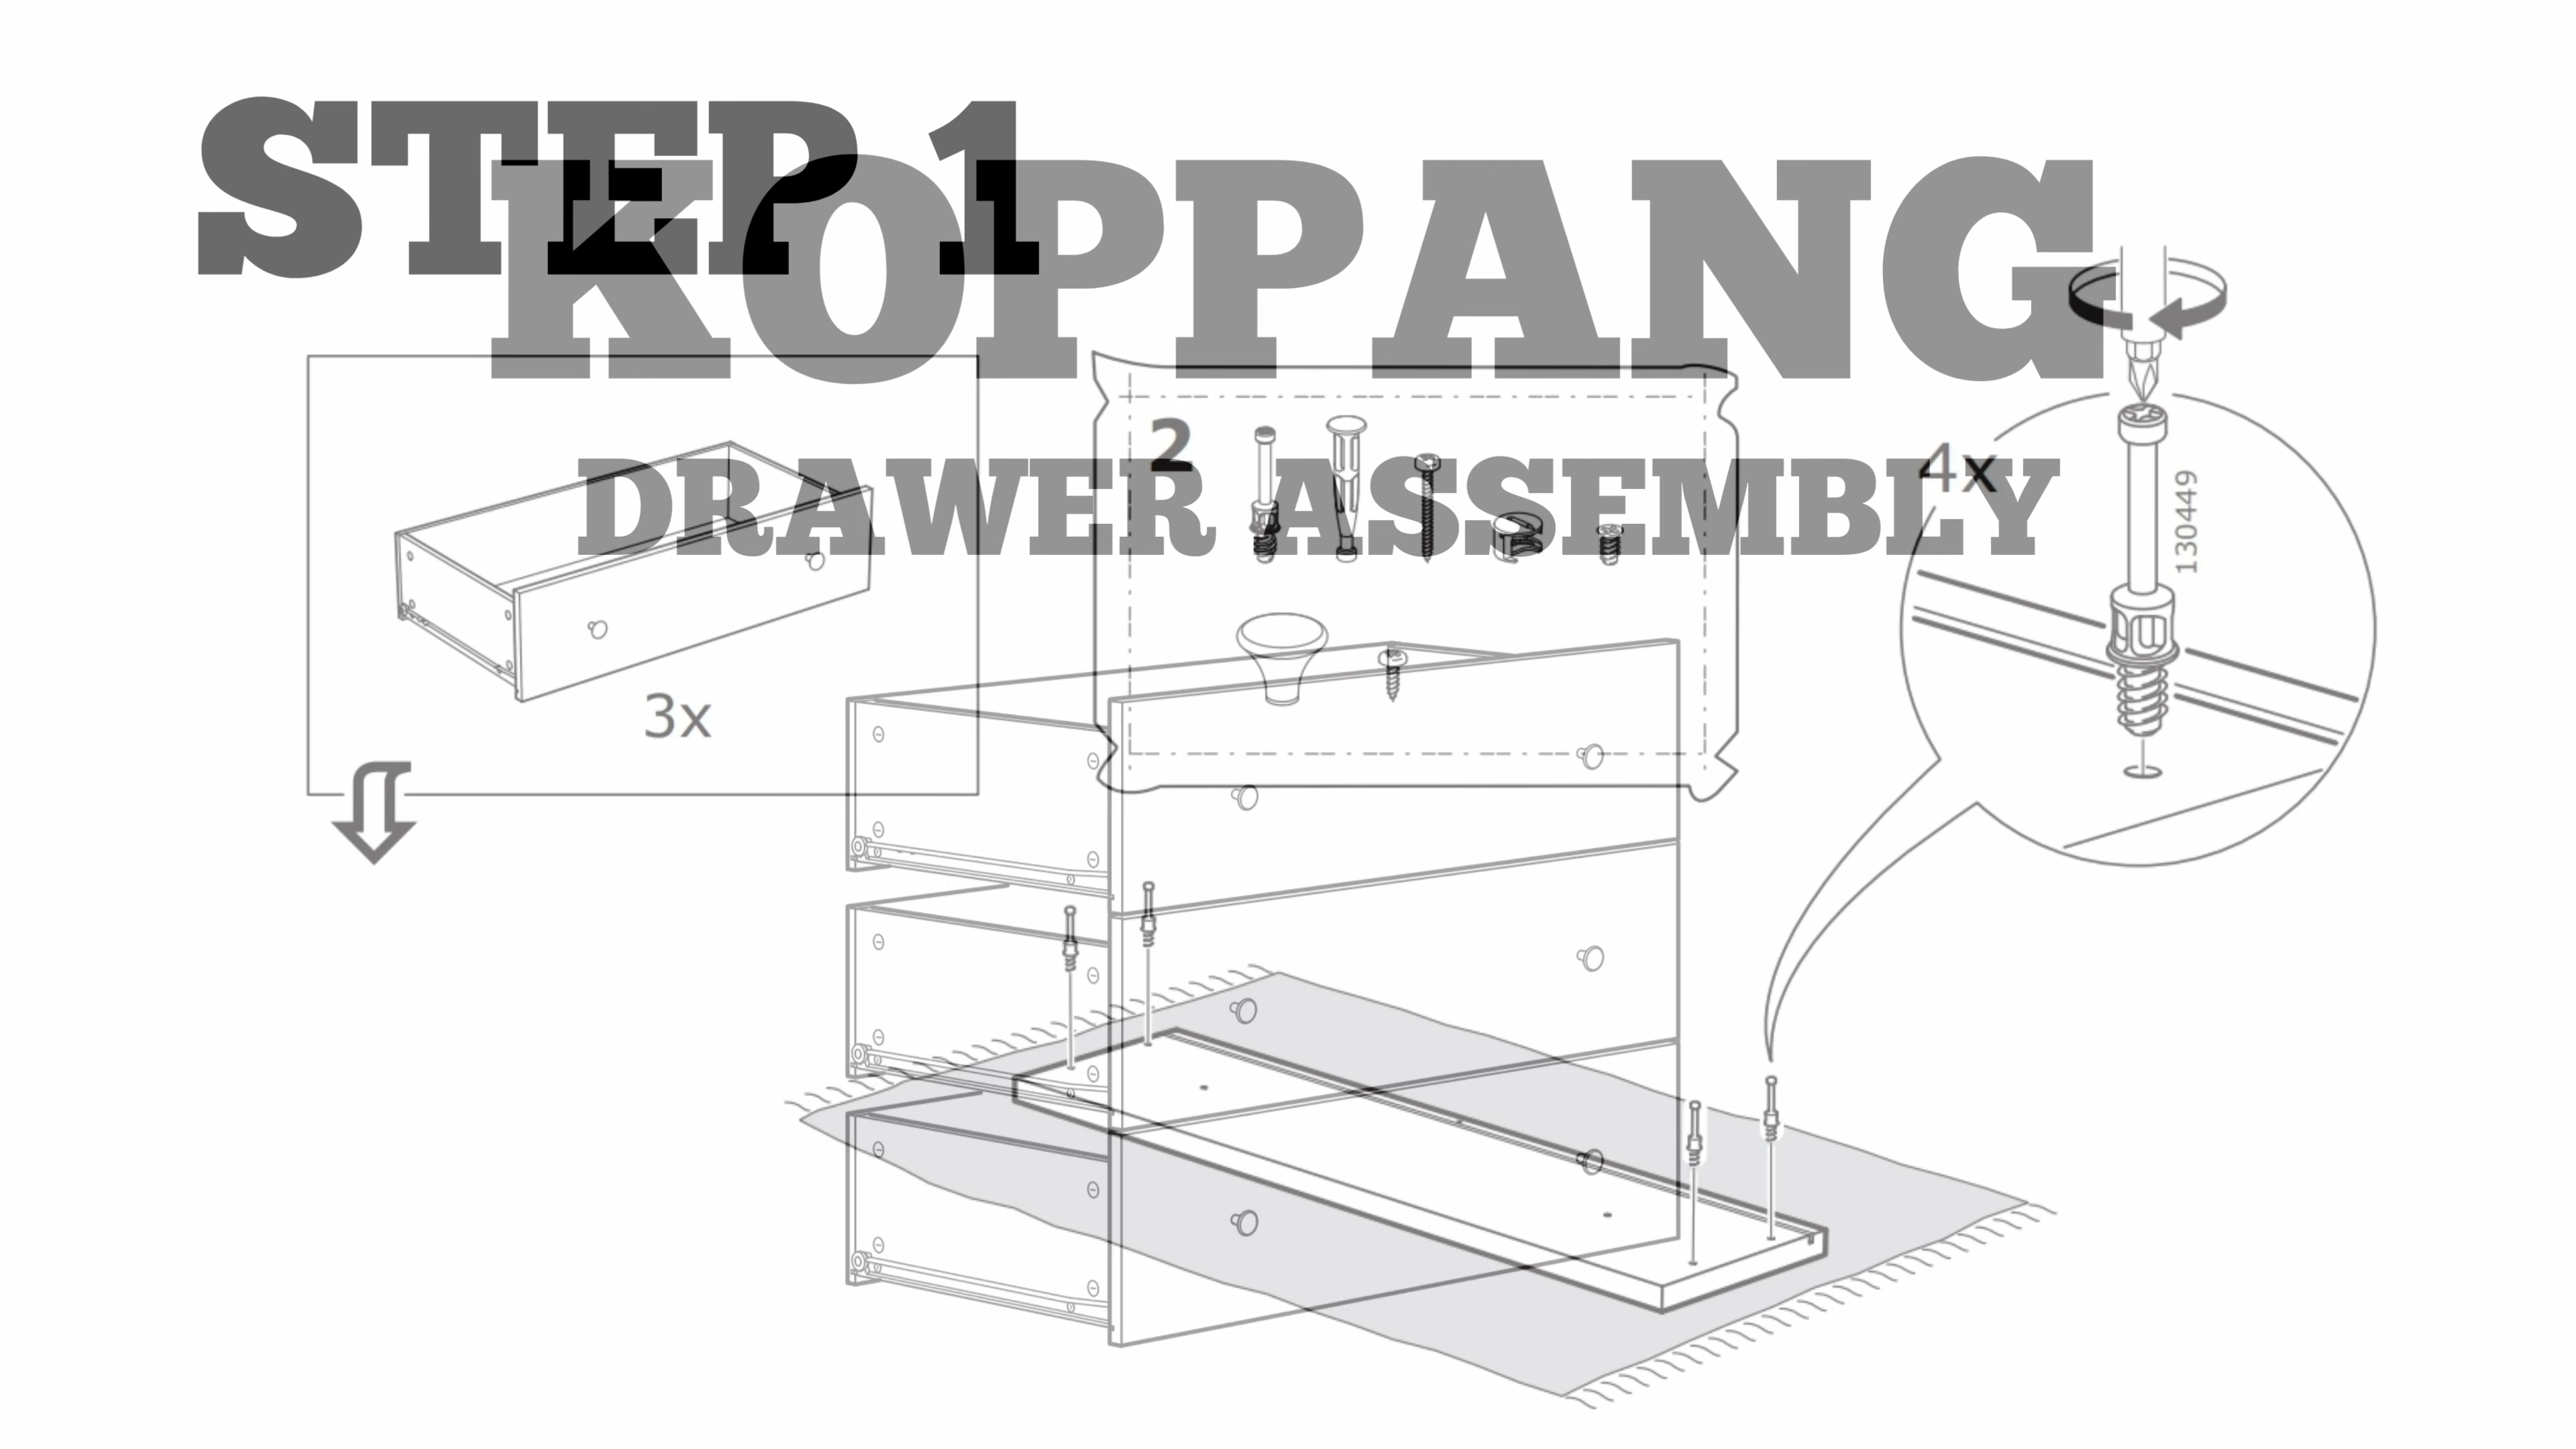 STEP 1
KOPPANG
2
DRAWER ASSEMBLY
4x
130449
3x